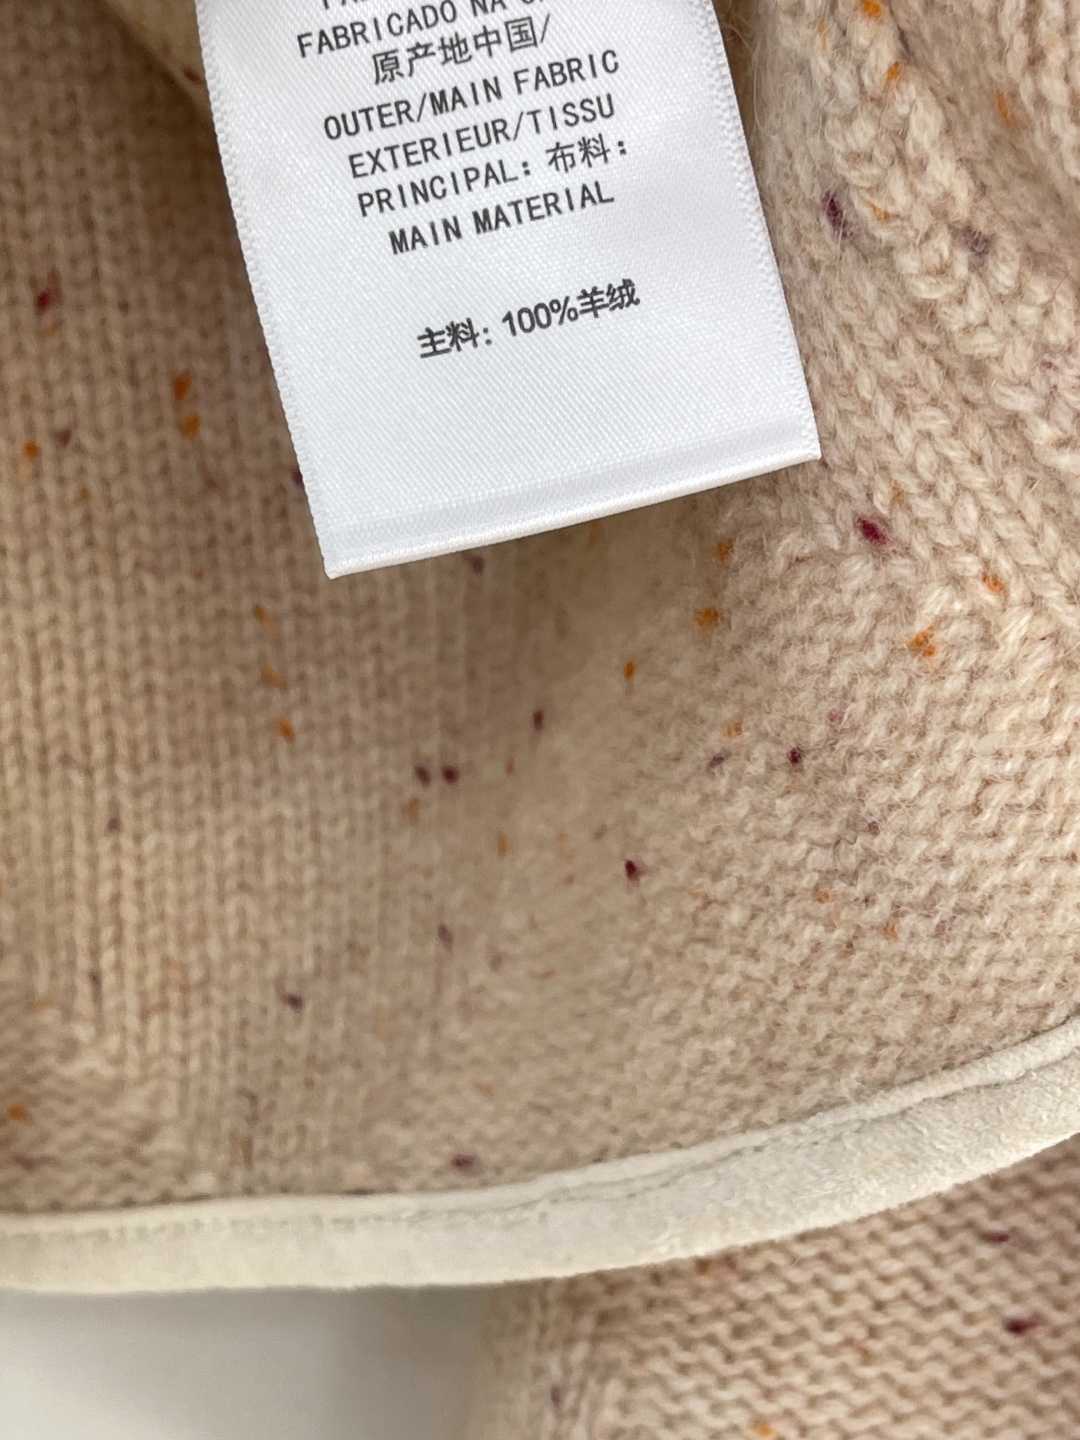 FABRICADO NA
原产地中国/
OUTER/MAIN FABRIC
EXTERIEUR/TISSU
PRINCIPAL: 布料:
MAIN MATERIAL
主料: 100%羊绒